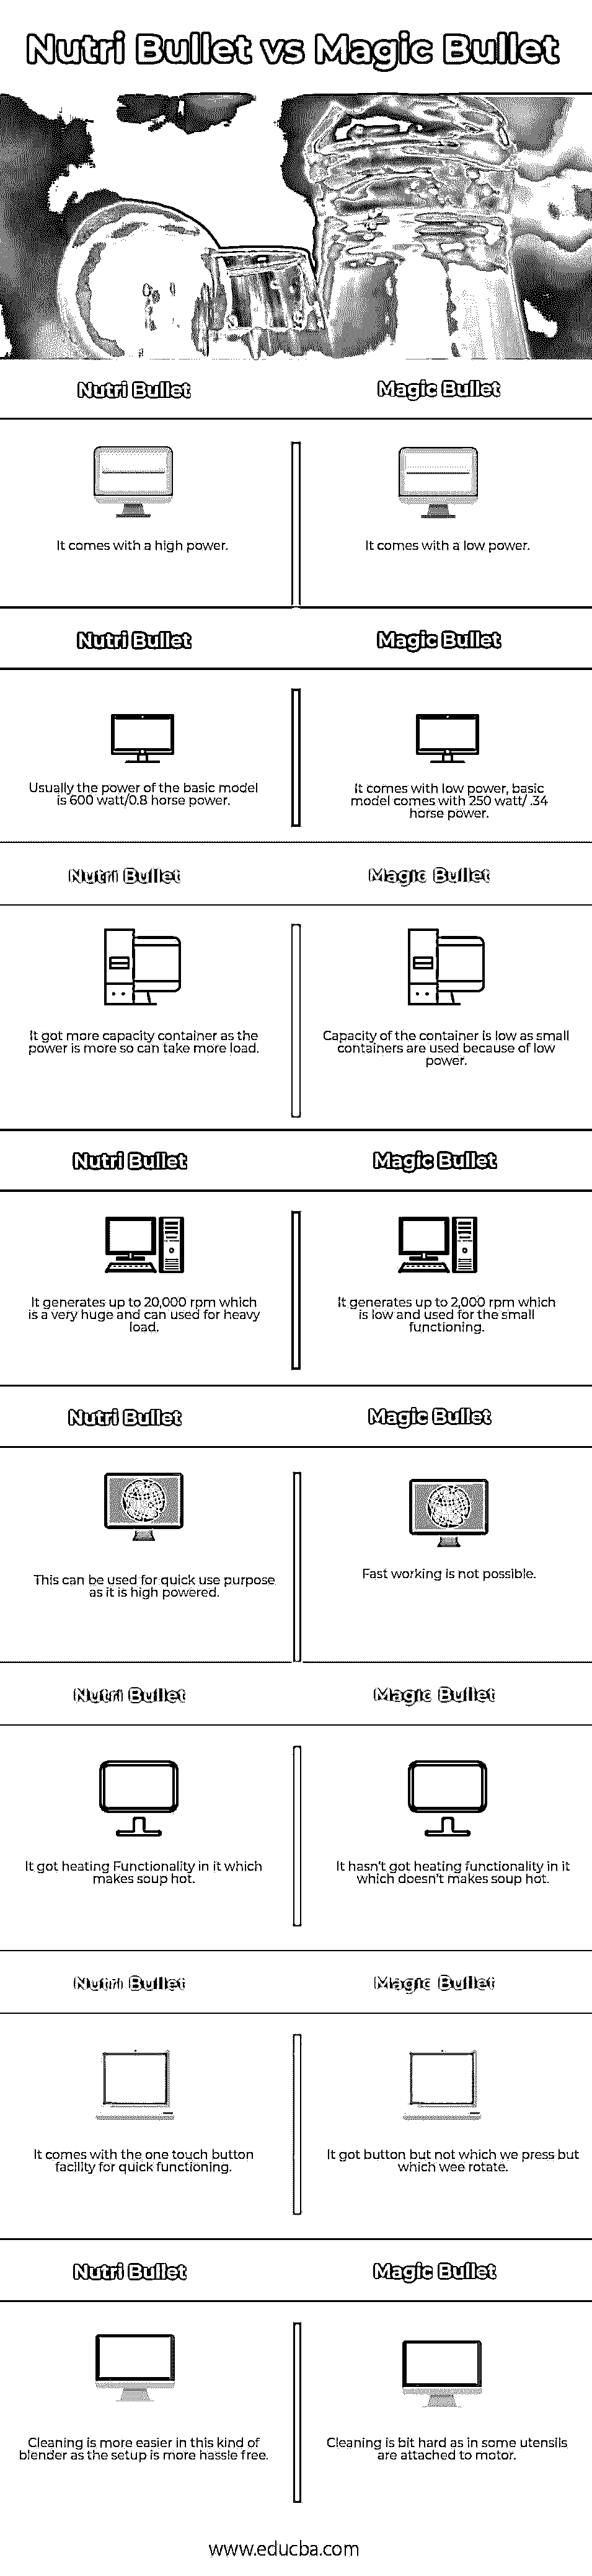 Nutri Bullet vs Magic Bullet
Nutri Bullet
Magic Bullet
It comes with a high power.
It comes with a low power.
Nutri Bullet
Magic Bullet
Usually the power of the basic model
is 600 watt/0.8 horse power.
It comes with low power, basic
model comes with 250 watt/ .34
horse power.
Nutri Bullet
Magic Bullet
It got more capacity container as the
power is more so can take more load.
Capacity of the container is low as small
containers are used because of low
power.
Nutri Bullet
Magic Bullet
It generates up to 20,000 rpm which
is a very huge and can used for heavy
load.
It generates up to 2,000 rpm which
is low and used for the small
functioning.
Nutri Bullet
Magic Bullet
This can be used for quick use purpose
as it is high powered.
Fast working is not possible.
Nutri Bullet
Magic Bullet
It got heating Functionality in it which
makes soup hot.
It hasn't got heating functionality in it
which doesn't makes soup hot.
Nutri Bullet
Magic Bullet
It comes with the one touch button
facility for quick functioning.
It got button but not which we press but
which wee rotate.
Nutri Bullet
Magic Bullet
Cleaning is more easier in this kind of
blender as the setup is more hassle free.
Cleaning is bit hard as in some utensils
are attached to motor.
www.educba.com